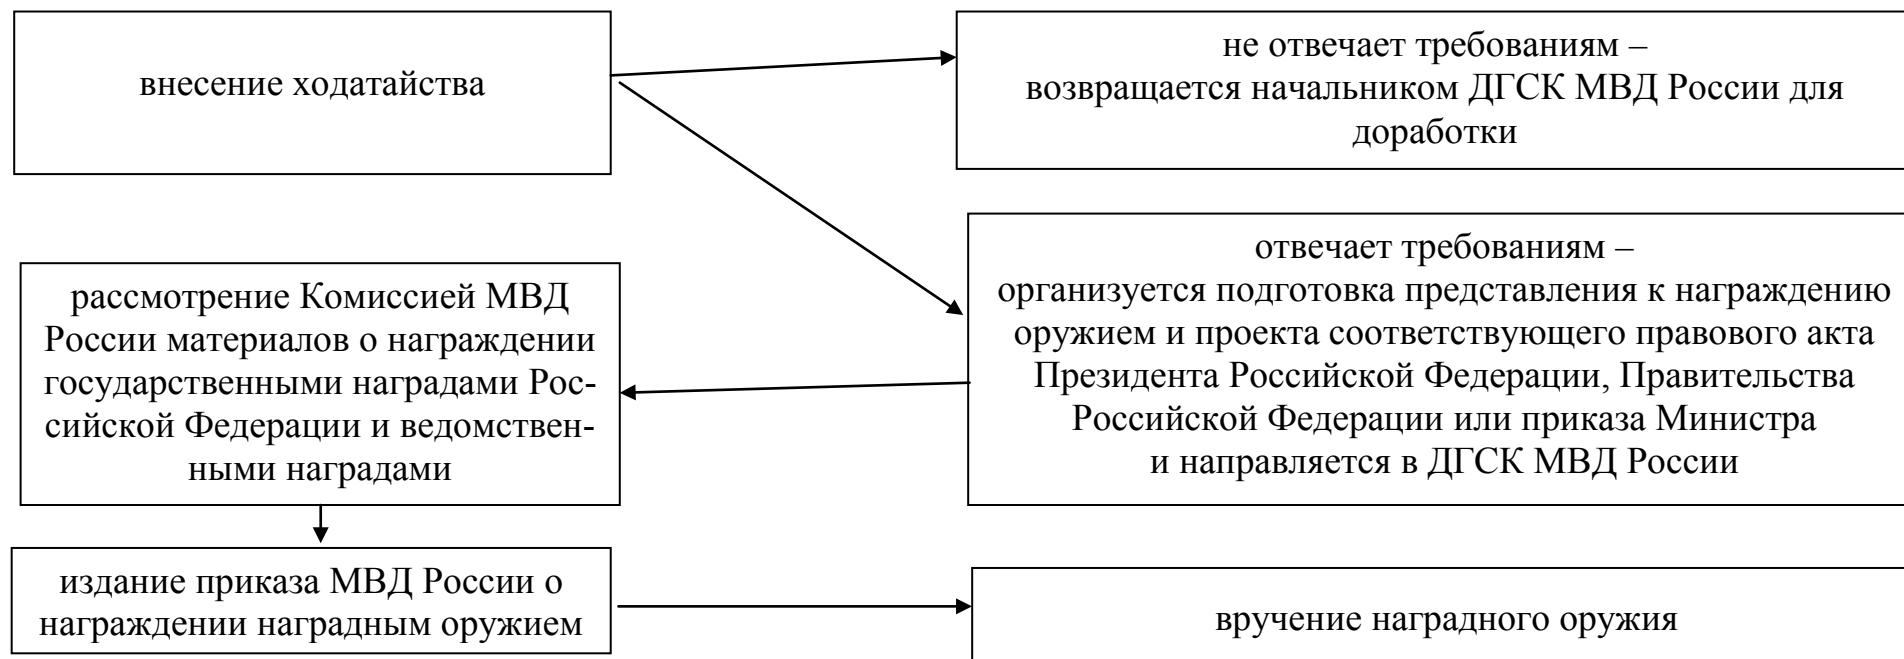 внесение ходатайства
не отвечает требованиям –
возвращается начальником ДГСК МВД России для
доработки
отвечает требованиям –
организуется подготовка представления к награждению
оружием и проекта соответствующего правового акта
Президента Российской Федерации, Правительства
Российской Федерации или приказа Министра
и направляется в ДГСК МВД России
рассмотрение Комиссией МВД
России материалов о награждении
государственными наградами Рос-
сийской Федерации и ведомствен-
ными наградами
издание приказа МВД России о
награждении наградным оружием
вручение наградного оружия